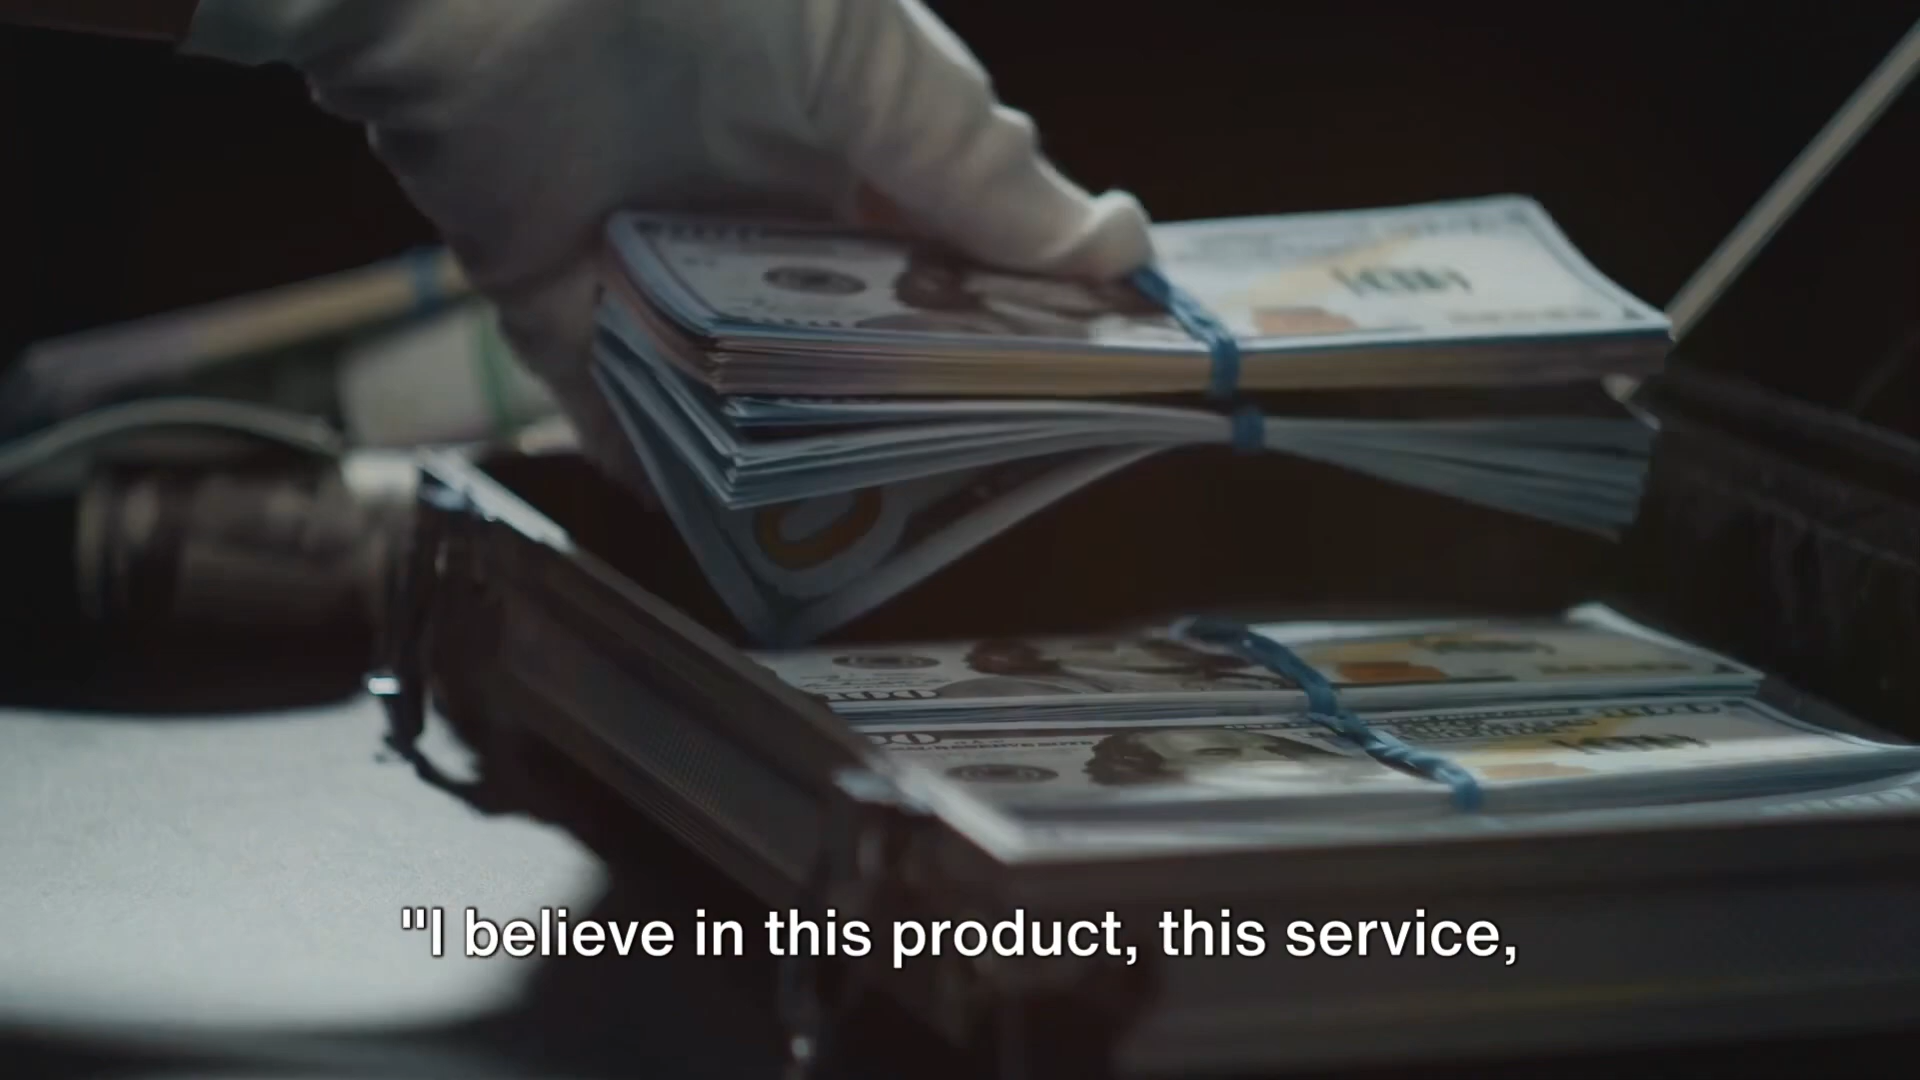 "I believe in this product, this service,